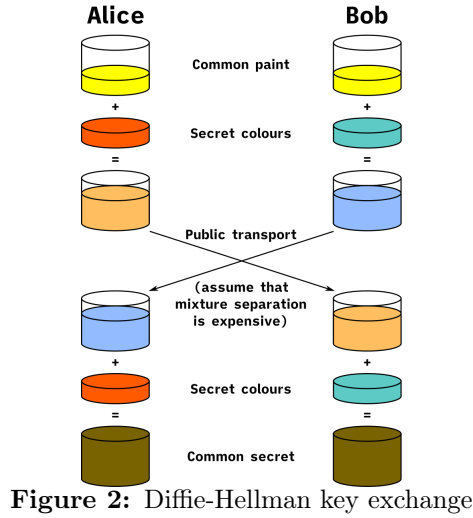 Alice Bob
Common paint
+ +
Secret colours
= =
Public transport
(assume that
mixture separation
is expensive)
+ +
Secret colours
= =
Common secret
Figure 2: Diffie-Hellman key exchange